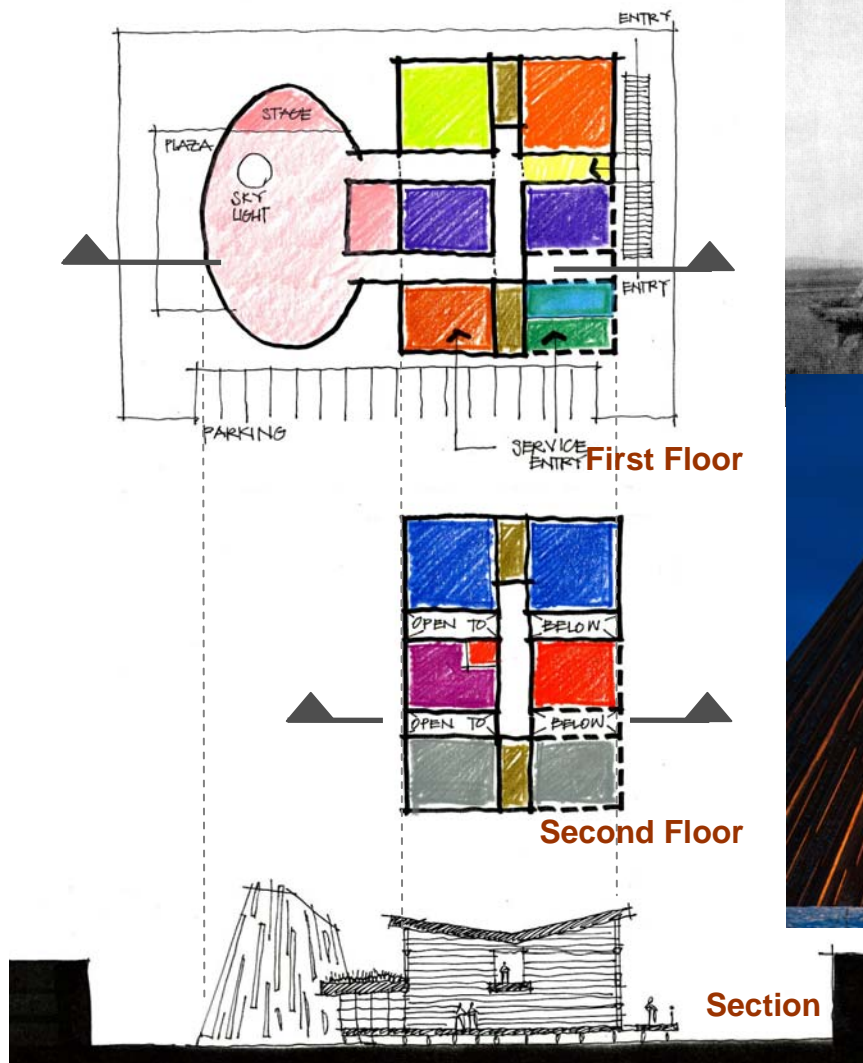 ENTRY
STAGE
PLAZA
SKY
LIGHT
ENTRY
PARKING
SERVICE
ENTRY
First Floor
OPEN TO
BELOW
OPEN TO
BELOW
Second Floor
Section